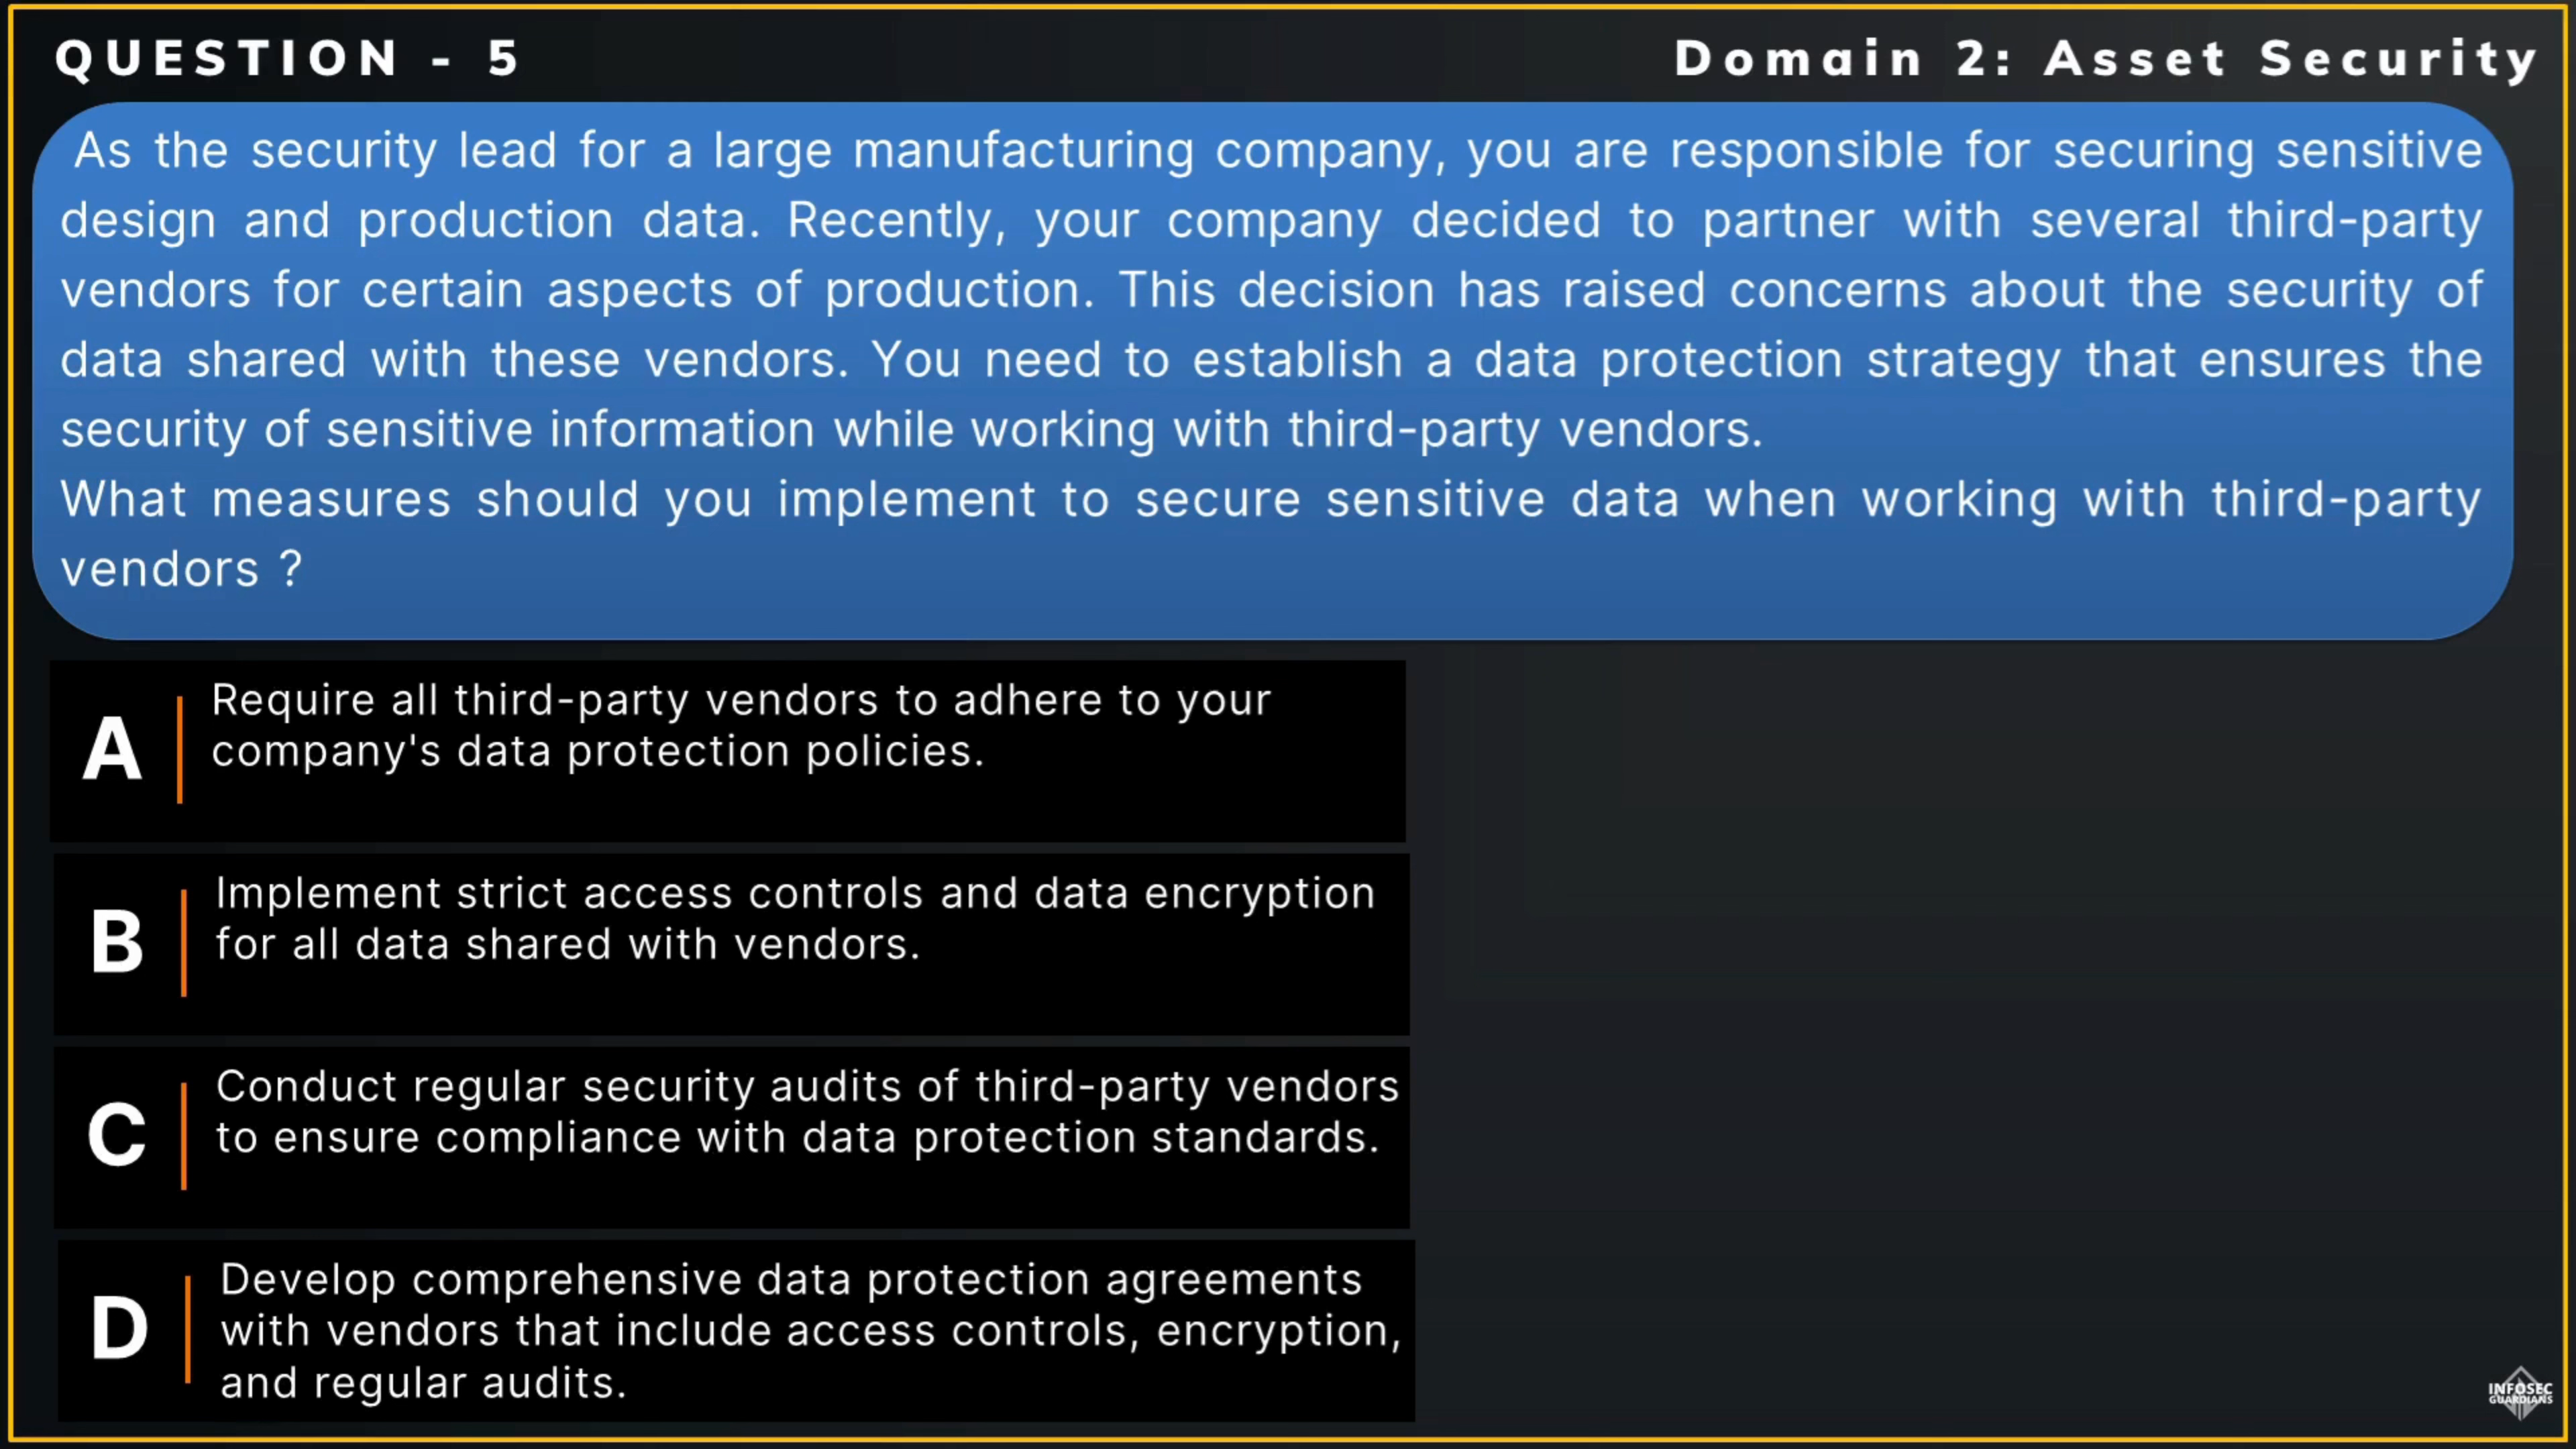 QUESTION - 5
Domain 2: Asset Security
As the security lead for a large manufacturing company, you are responsible for securing sensitive
design and production data. Recently, your company decided to partner with several third-party
vendors for certain aspects of production. This decision has raised concerns about the security of
data shared with these vendors. You need to establish a data protection strategy that ensures the
security of sensitive information while working with third-party vendors.
What measures should you implement to secure sensitive data when working with third-party
vendors ?
A
Require all third-party vendors to adhere to your
company's data protection policies.
B
Implement strict access controls and data encryption
for all data shared with vendors.
C
Conduct regular security audits of third-party vendors
to ensure compliance with data protection standards.
D
Develop comprehensive data protection agreements
with vendors that include access controls, encryption,
and regular audits.
INFOSEC
GUARDIANS